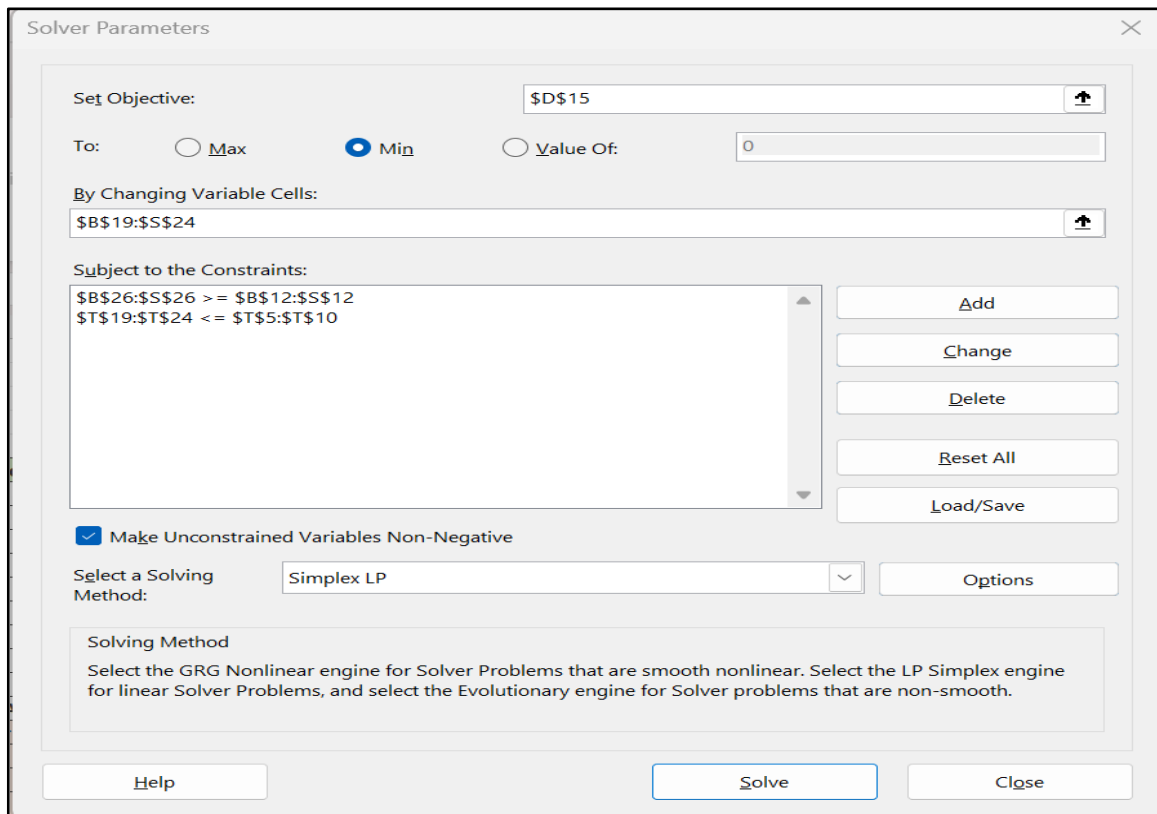 Solver Parameters
Set Objective:
$D$15
To:
Max
Min
Value Of:
0
By Changing Variable Cells:
$B$19:$S$24
Subject to the Constraints:
$B$26:$S$26 >= $B$12:$S$12
$T$19:$T$24 <= $T$5:$T$10
Add
Change
Delete
Reset All
Load/Save
Make Unconstrained Variables Non-Negative
Select a Solving
Method:
Simplex LP
Options
Solving Method
Select the GRG Nonlinear engine for Solver Problems that are smooth nonlinear. Select the LP Simplex engine
for linear Solver Problems, and select the Evolutionary engine for Solver problems that are non-smooth.
Help
Solve
Close